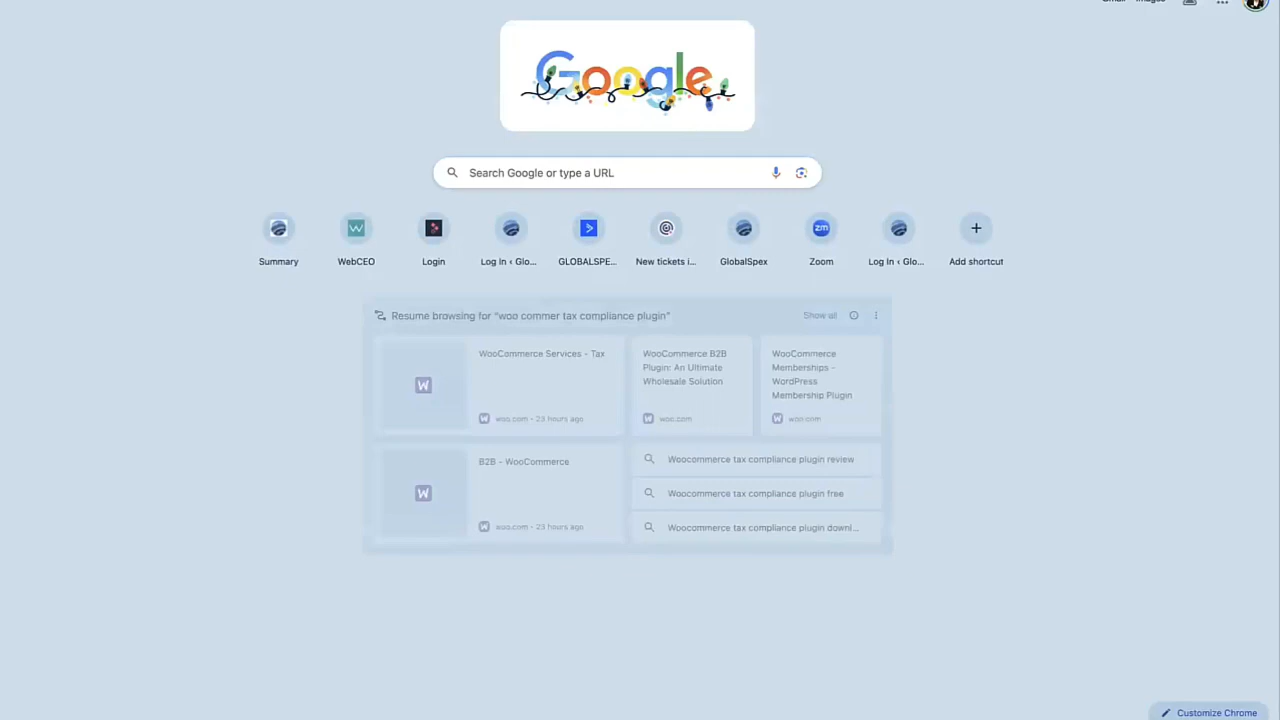 Google
Search Google or type a URL
Summary
WebCEO
Login
Log In ‹ Glo...
GLOBALSPE...
New tickets i...
GlobalSpex
zm
Zoom
Log In ‹ Glo...
Add shortcut
Resume browsing for "woo commer tax compliance plugin"
Show all
WooCommerce Services - Tax
W
woo.com • 23 hours ago
WooCommerce B2B
Plugin: An Ultimate
Wholesale Solution
woo.com
WooCommerce
Memberships -
WordPress
Membership Plugin
woo.com
B2B - WooCommerce
W
woo.com • 23 hours ago
Woocommerce tax compliance plugin review
Woocommerce tax compliance plugin free
Woocommerce tax compliance plugin downl...
Customize Chrome